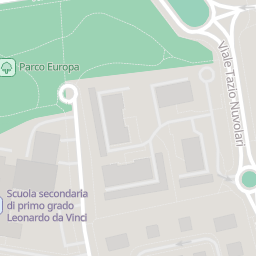 Parco Europa
Viale Tazio Nuvolari
Scuola secondaria
di primo grado
Leonardo da Vinci